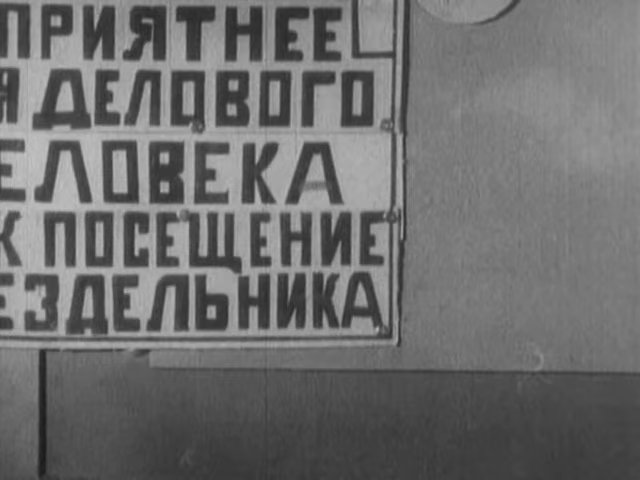 ПРИЯТНЕЕ
Я ДЕЛОВОГО
ЕЛОВЕКА
К ПОСЕЩЕНИЕ
ЕЗДЕЛЬНИКА